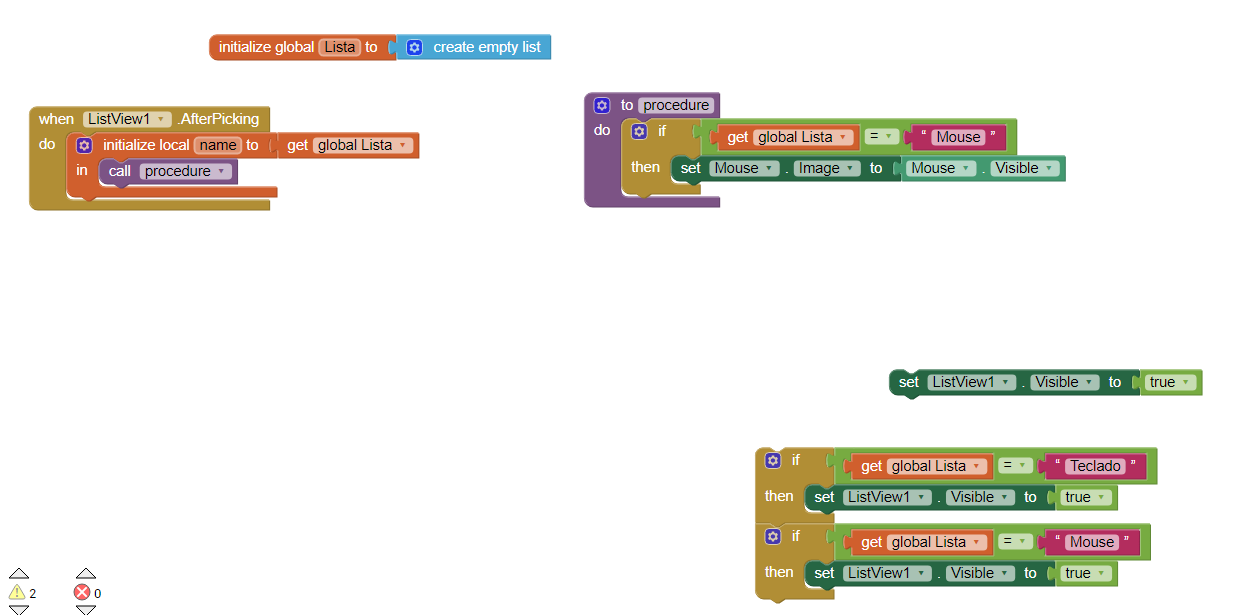 initialize global Lista to create empty list
when ListView1 .AfterPicking
do initialize local name to get global Lista
in call procedure
to procedure
do if get global Lista = “ Mouse ”
then set Mouse . Image to Mouse . Visible
set ListView1 . Visible to true
if get global Lista = “ Teclado ”
then set ListView1 . Visible to true
if get global Lista = “ Mouse ”
then set ListView1 . Visible to true
2 0